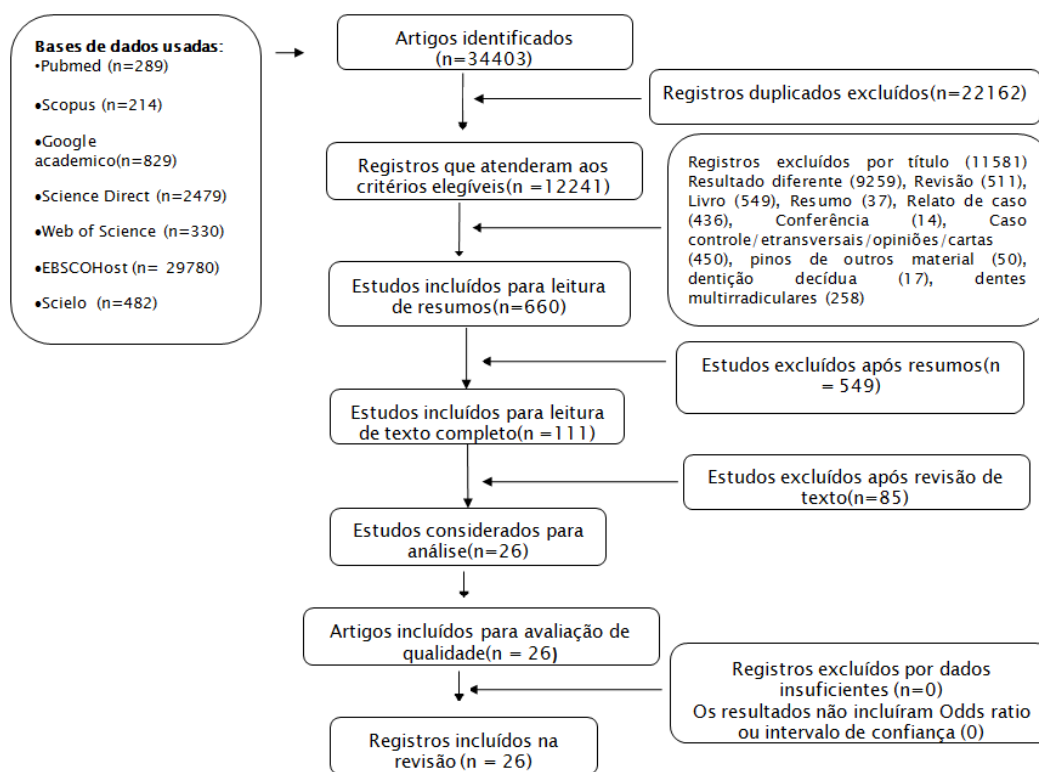 Bases de dados usadas:
•Pubmed (n=289)
•Scopus (n=214)
•Google
academico(n=829)
•Science Direct (n=2479)
•Web of Science (n=330)
•EBSCOHost (n= 29780)
•Scielo (n=482)
Artigos identificados
(n=34403)
Registros duplicados excluídos(n=22162)
Registros que atenderam aos
critérios elegíveis(n =12241)
Registros excluídos por título (11581)
Resultado diferente (9259), Revisão (511),
Livro (549), Resumo (37), Relato de caso
(436), Conferência (14), Caso
controle/etransversais/opiniões/cartas
(450), pinos de outros material (50),
dentição decídua (17), dentes
multirradiculares (258)
Estudos incluídos para leitura
de resumos(n=660)
Estudos excluídos após resumos(n
= 549)
Estudos incluídos para leitura
de texto completo(n =111)
Estudos excluídos após revisão de
texto(n=85)
Estudos considerados para
análise(n=26)
Artigos incluídos para avaliação de
qualidade(n = 26)
Registros excluídos por dados
insuficientes (n=0)
Os resultados não incluíram Odds ratio
ou intervalo de confiança (0)
Registros incluídos na
revisão (n = 26)